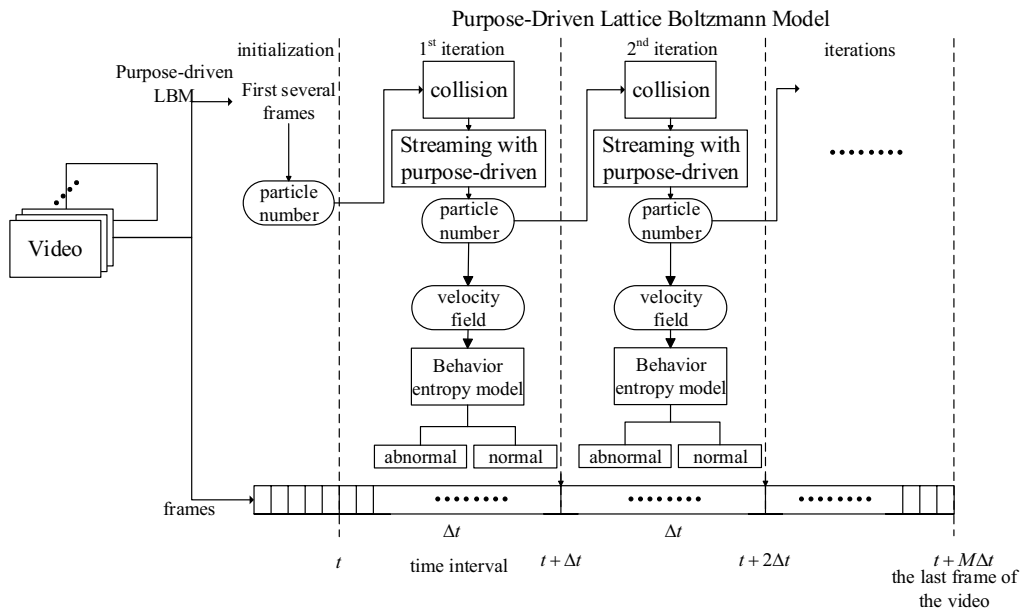 Purpose-Driven Lattice Boltzmann Model
initialization
1st iteration
2nd iteration
iterations
Purpose-driven
LBM
First several
frames
particle
number
collision
Streaming with
purpose-driven
particle
number
velocity
field
Behavior
entropy model
abnormal
normal
collision
Streaming with
purpose-driven
particle
number
velocity
field
Behavior
entropy model
abnormal
normal
Video
frames
Δt
Δt
t
time interval
t + Δt
t + 2Δt
t + MΔt
the last frame of
the video